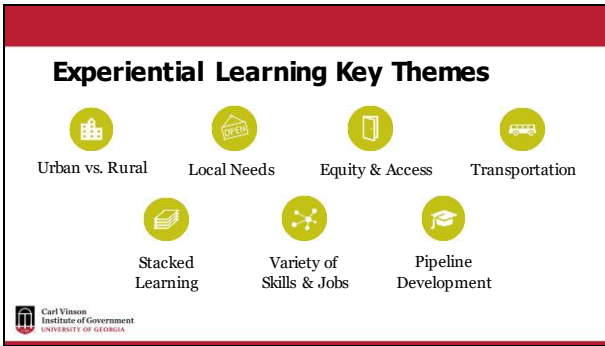 Experiential Learning Key Themes
OPEN
Urban vs. Rural
Local Needs
Equity & Access
Transportation
Stacked
Learning
Variety of
Skills & Jobs
Pipeline
Development
Carl Vinson
Institute of Government
UNIVERSITY OF GEORGIA